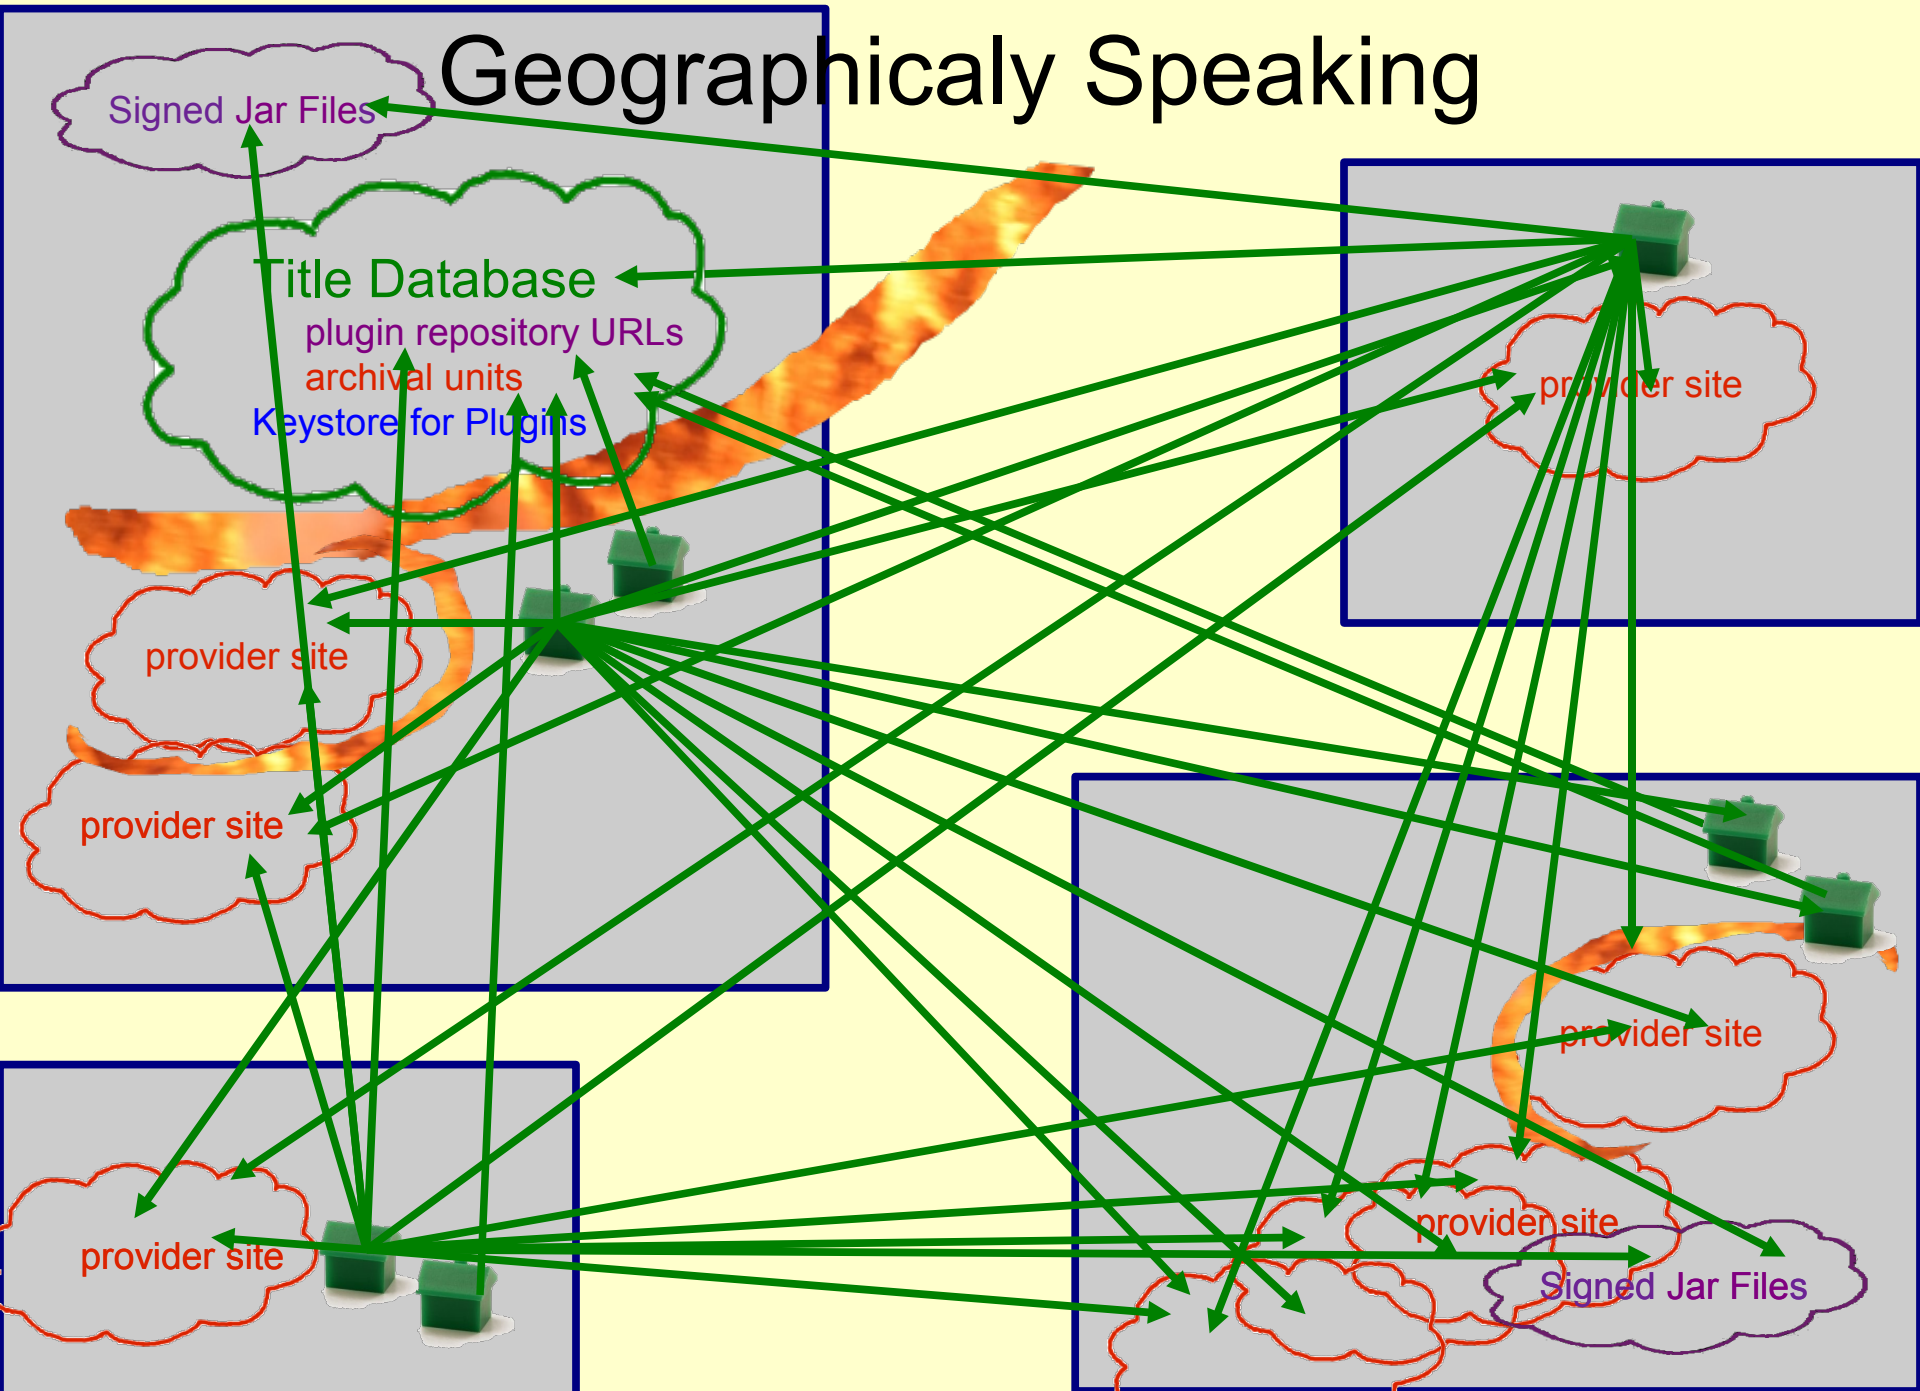 Geographicaly Speaking
Signed Jar Files
Title Database
plugin repository URLs
archival units
Keystore for Plugins
provider site
provider site
provider site
provider site
provider site
provider site
Signed Jar Files